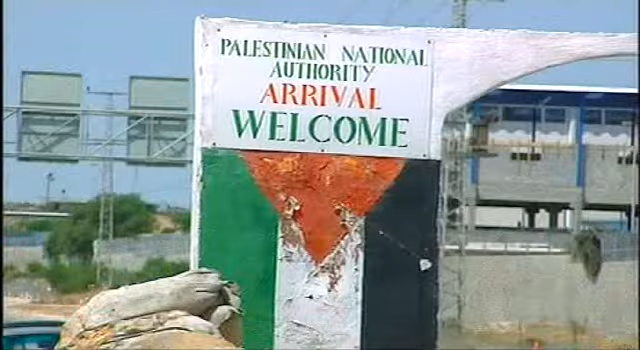 PALESTINIAN NATIONAL
AUTHORITY
ARRIVAL
WELCOME